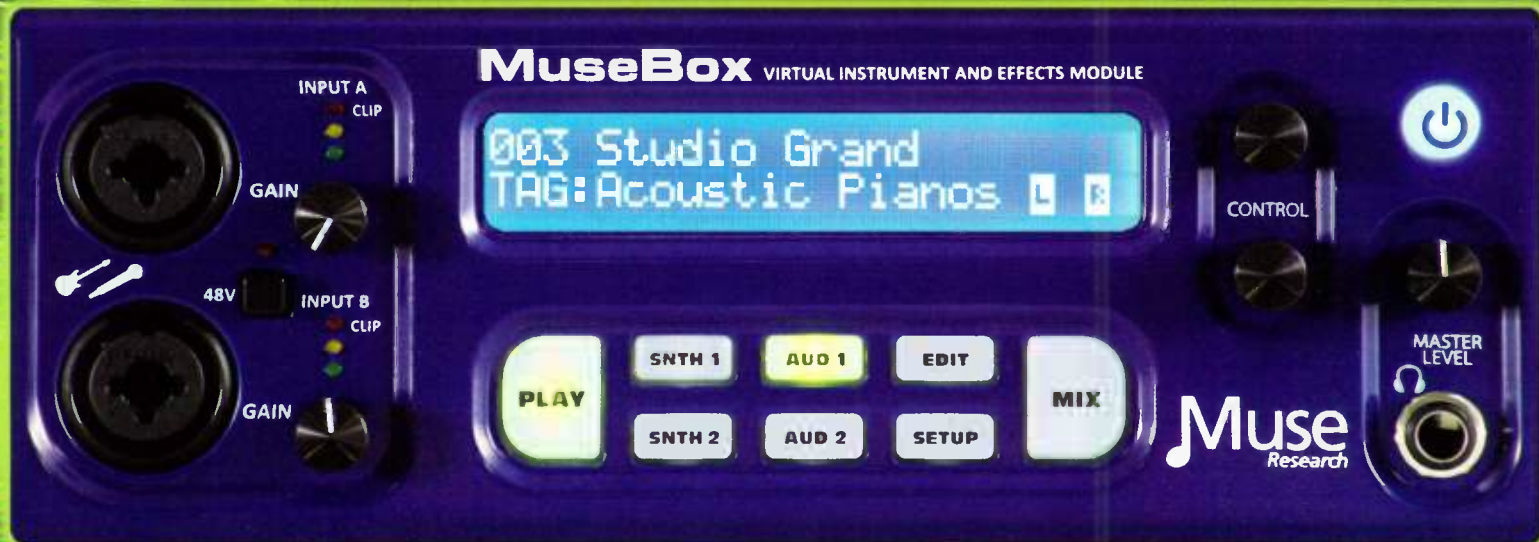 MuseBox VIRTUAL INSTRUMENT AND EFFECTS MODULE
INPUT A
CLIP
GAIN
48V
INPUT B
CLIP
GAIN
003 Studio Grand
TAG:Acoustic Pianos L R
PLAY
SNTH 1
AUD 1
EDIT
SNTH 2
AUD 2
SETUP
MIX
CONTROL
MASTER
LEVEL
Muse
Research